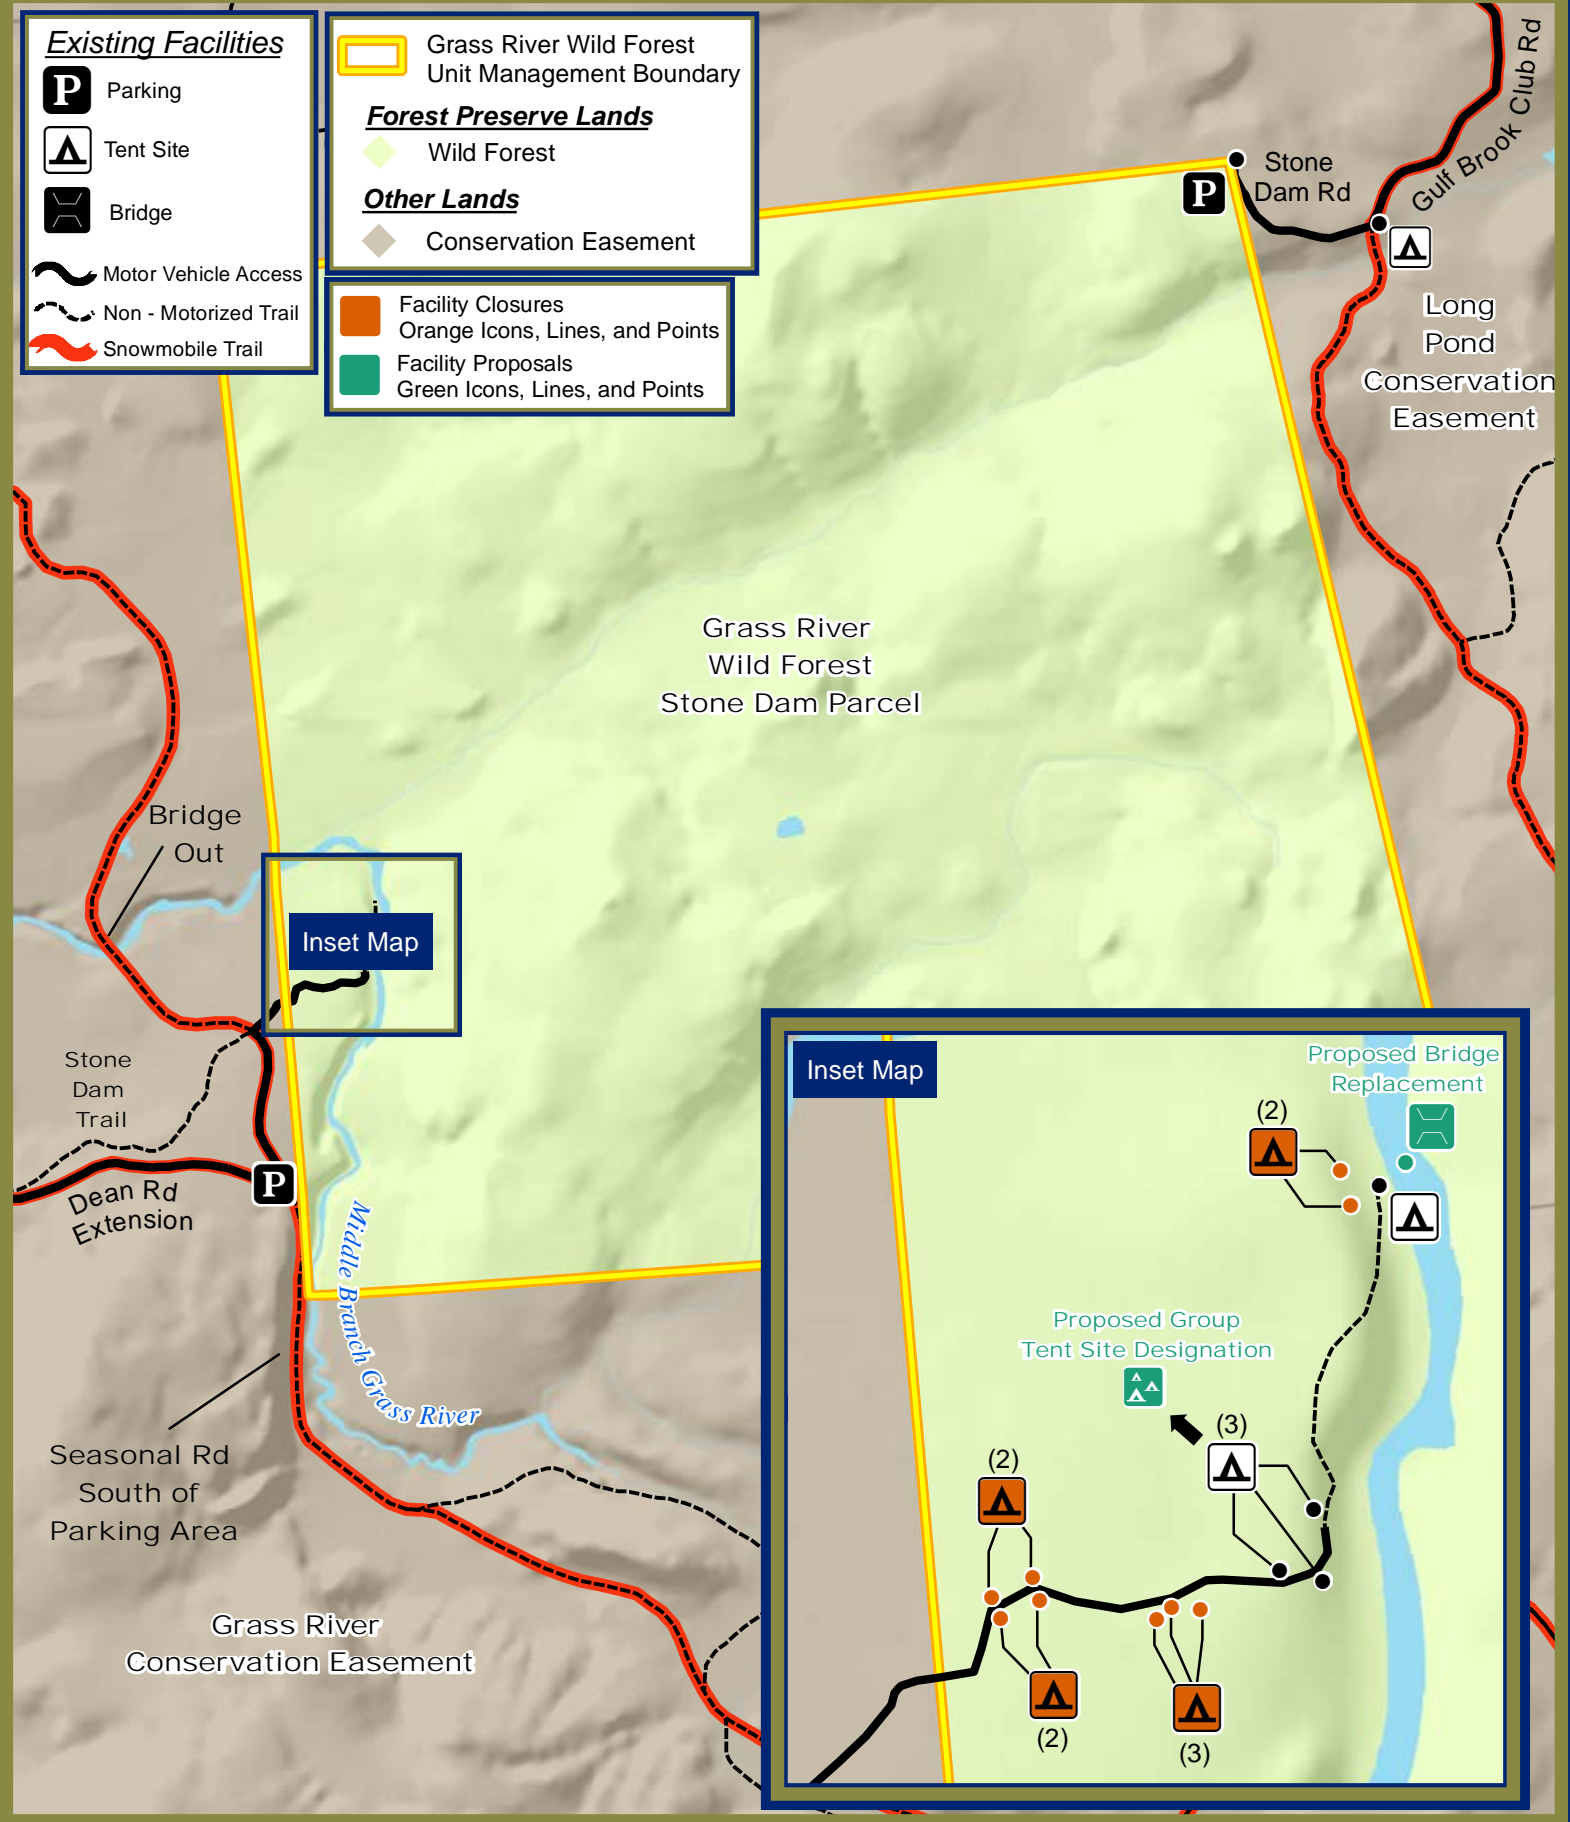 Existing Facilities
P Parking
Tent Site
Bridge
Motor Vehicle Access
Non - Motorized Trail
Snowmobile Trail
Grass River Wild Forest
Unit Management Boundary
Forest Preserve Lands
Wild Forest
Other Lands
Conservation Easement
Facility Closures
Orange Icons, Lines, and Points
Facility Proposals
Green Icons, Lines, and Points
Gulf Brook Club Rd
Stone
Dam Rd
P
Long
Pond
Conservation
Easement
Grass River
Wild Forest
Stone Dam Parcel
Bridge
Out
Inset Map
Stone
Dam
Trail
P
Dean Rd
Extension
Middle Branch Grass River
Seasonal Rd
South of
Parking Area
Grass River
Conservation Easement
Inset Map
Proposed Bridge
Replacement
(2)
Proposed Group
Tent Site Designation
(3)
(2)
(2)
(3)